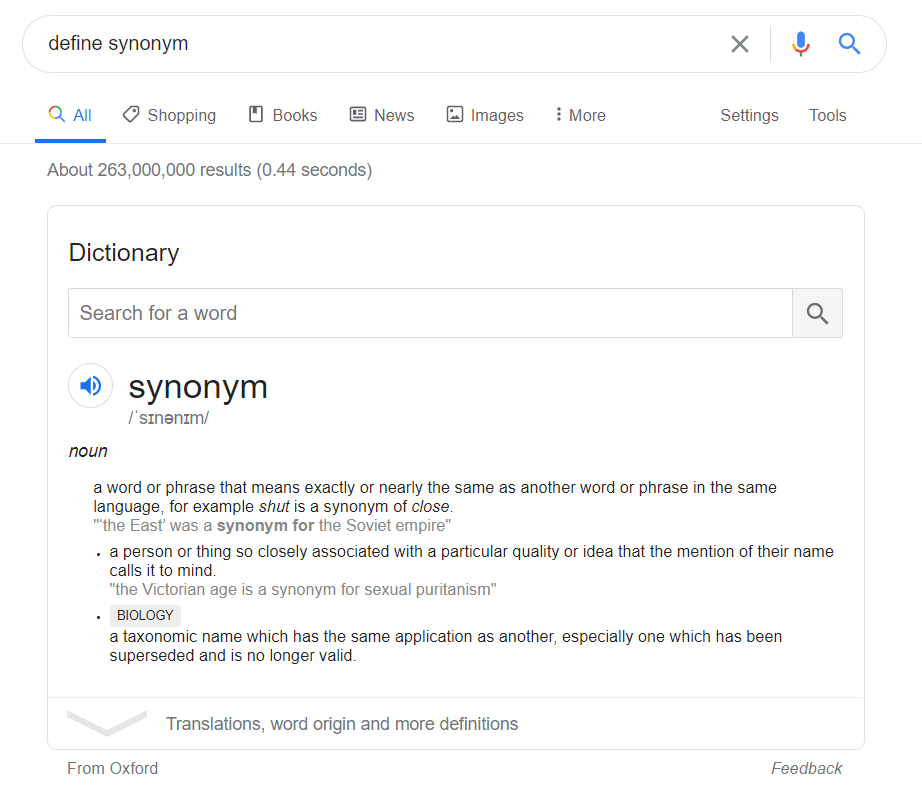 define synonym
All Shopping Books News Images More Settings Tools
About 263,000,000 results (0.44 seconds)
Dictionary
Search for a word
synonym
/ˈsɪnənɪm/
noun
a word or phrase that means exactly or nearly the same as another word or phrase in the same
language, for example shut is a synonym of close.
"‘the East’ was a synonym for the Soviet empire"
• a person or thing so closely associated with a particular quality or idea that the mention of their name
calls it to mind.
"the Victorian age is a synonym for sexual puritanism"
• BIOLOGY
a taxonomic name which has the same application as another, especially one which has been
superseded and is no longer valid.
Translations, word origin and more definitions
From Oxford Feedback